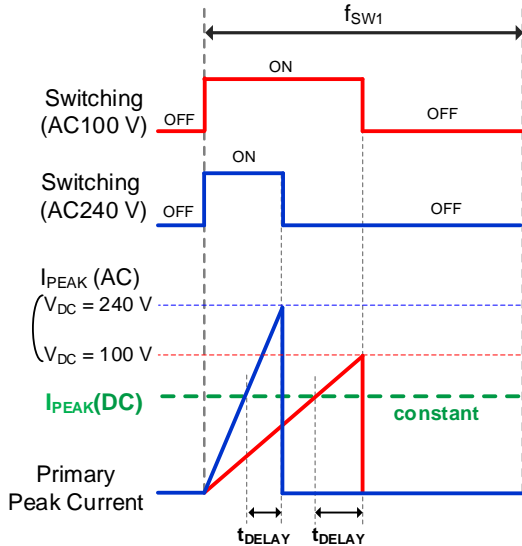 fSW1
ON
Switching
(AC100 V)
OFF
OFF
ON
Switching
(AC240 V)
OFF
OFF
IPEAK (AC)
VDC = 240 V
VDC = 100 V
IPEAK(DC)
constant
Primary
Peak Current
tDELAY
tDELAY